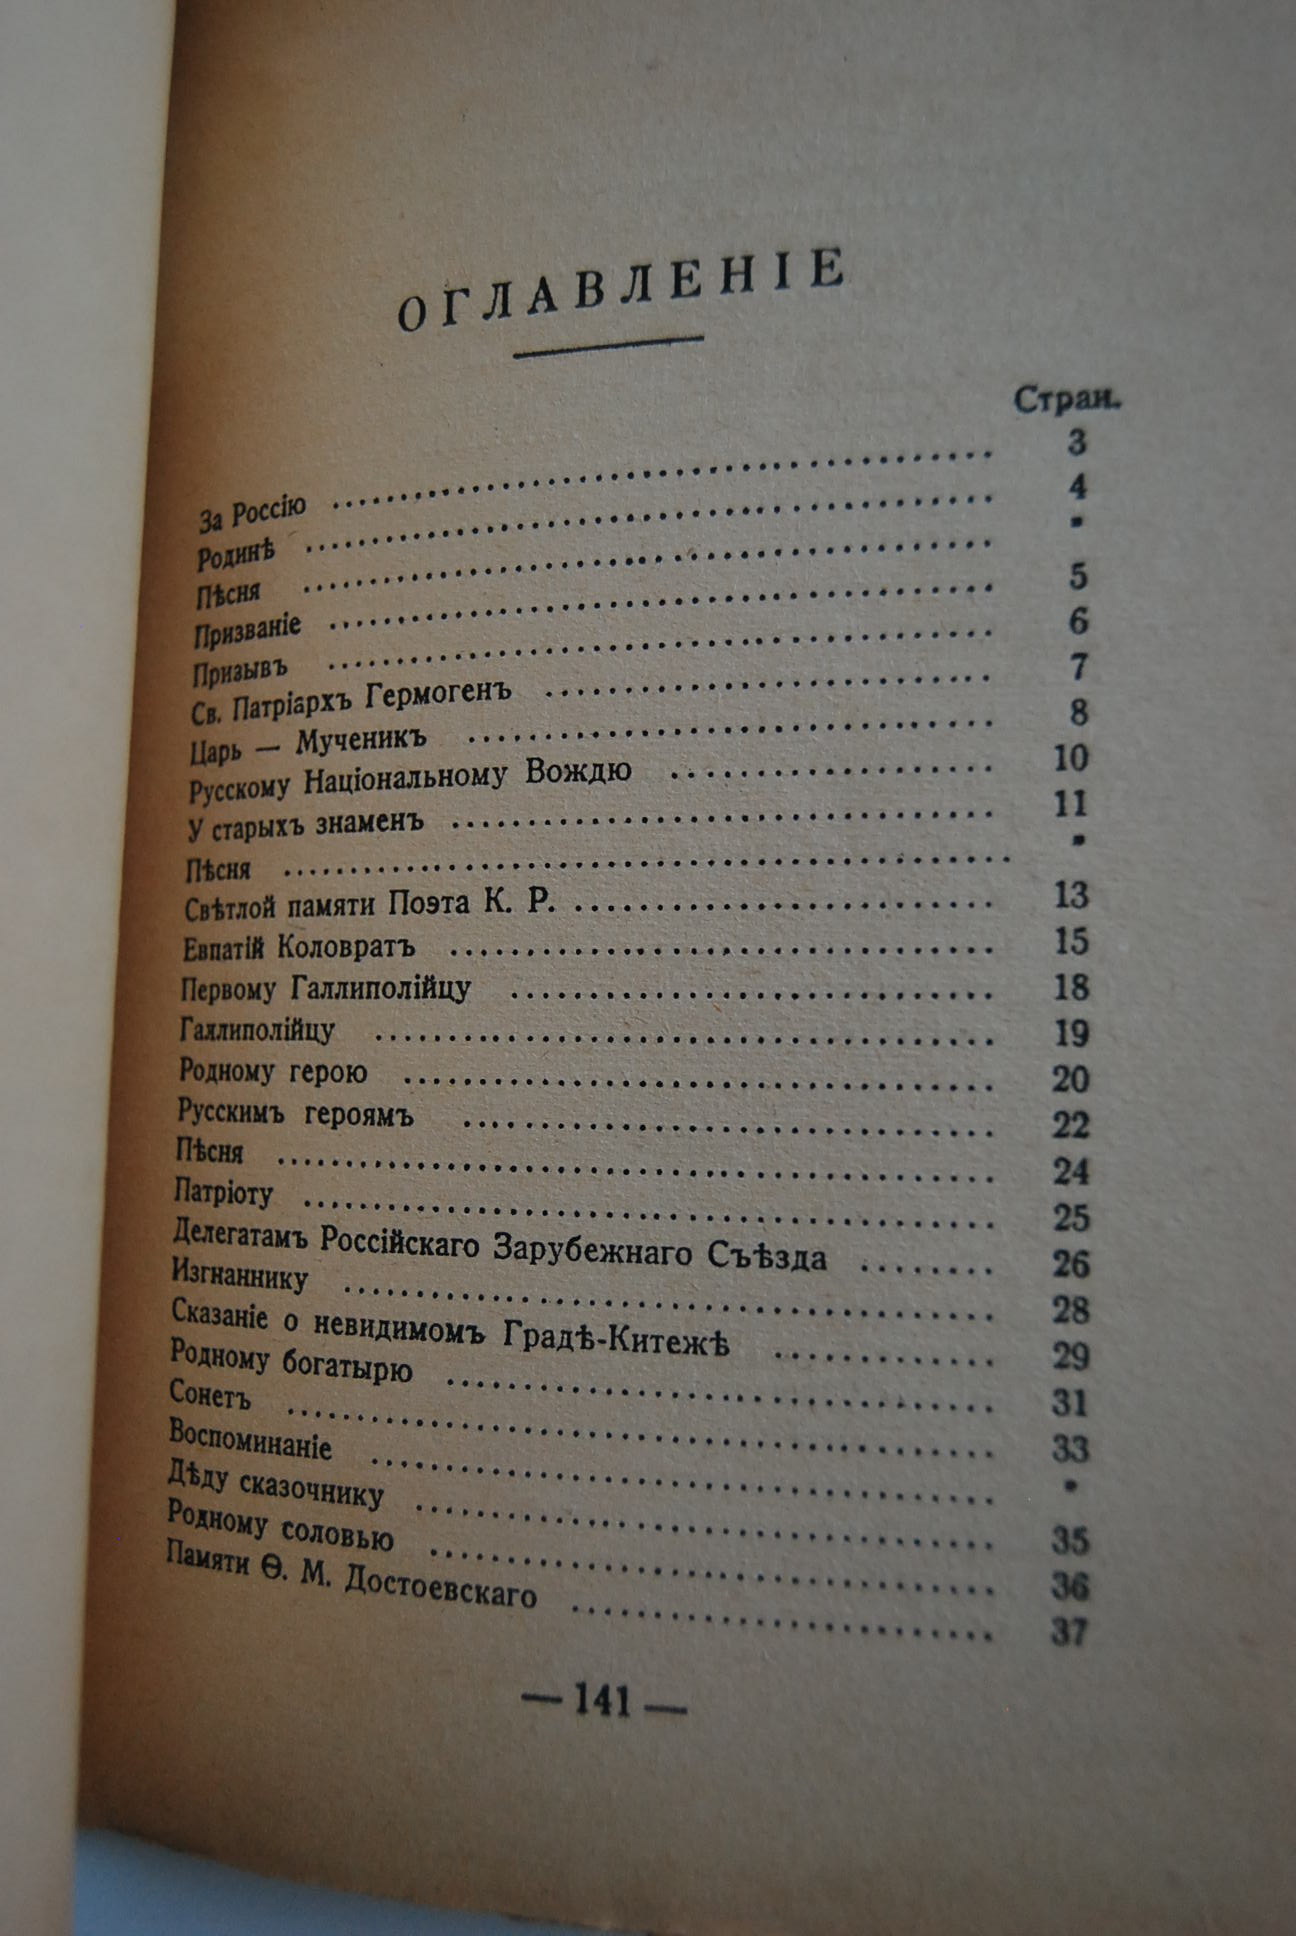 ОГЛАВЛЕНІЕ
Стран.
За Россію ........................ 3
Родинѣ ........................ 4
Пѣсня ........................ •
Призваніе ........................ 5
Призывъ ........................ 6
Св. Патріархъ Гермогенъ ........................ 7
Царь — Мученикъ ........................ 8
Русскому Національному Вождю ........................ 10
У старыхъ знаменъ ........................ 11
Пѣсня ........................ •
Свѣтлой памяти Поэта К. Р. ........................ 13
Евпатій Коловратъ ........................ 15
Первому Галлиполійцу ........................ 18
Галлиполійцу ........................ 19
Родному герою ........................ 20
Русскимъ героямъ ........................ 22
Пѣсня ........................ 24
Патріоту ........................ 25
Делегатамъ Россійскаго Зарубежнаго Съѣзда ........ 26
Изгнаннику ........................ 28
Сказаніе о невидимомъ Градѣ-Китежѣ ............ 29
Родному богатырю ........................ 31
Сонетъ ........................ 33
Воспоминаніе ........................ •
Дѣду сказочнику ........................ 35
Родному соловью ........................ 36
Памяти Ѳ. М. Достоевскаго ........................ 37
— 141 —